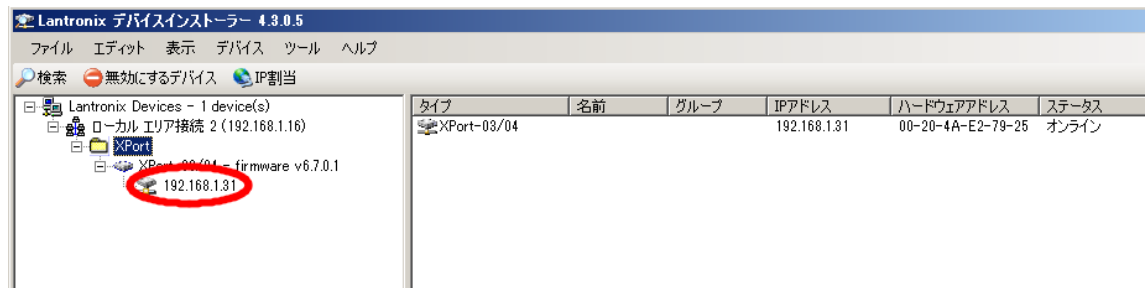 Lantronix デバイスインストーラー 4.3.0.5
ファイル エディット 表示 デバイス ツール ヘルプ
検索 無効にするデバイス IP割当
Lantronix Devices - 1 device(s)
ローカル エリア接続 2 (192.168.1.16)
XPort
XPort-03/04 - firmware v6.7.0.1
192.168.1.31
タイプ 名前 グループ IPアドレス ハードウェアアドレス ステータス
XPort-03/04 192.168.1.31 00-20-4A-E2-79-25 オンライン